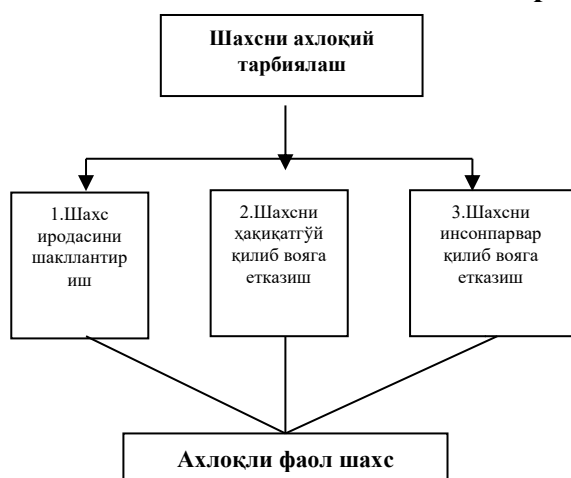 р
Шахсни ахлоқий
тарбиялаш
1.Шахс
иродасини
шакллантир
иш
2.Шахсни
ҳақиқатгўй
қилиб вояга
етказиш
3.Шахсни
инсонпарвар
қилиб вояга
етказиш
Ахлоқли фаол шахс